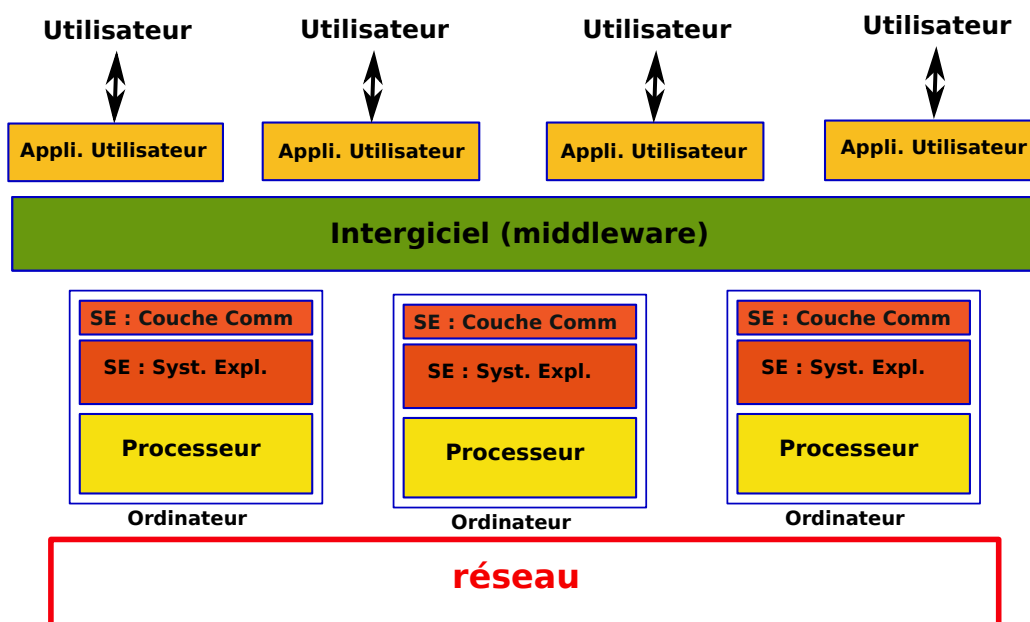 Utilisateur
Utilisateur
Utilisateur
Utilisateur
Appli. Utilisateur
Appli. Utilisateur
Appli. Utilisateur
Appli. Utilisateur
Intergiciel (middleware)
SE : Couche Comm
SE : Syst. Expl.
Processeur
Ordinateur
SE : Couche Comm
SE : Syst. Expl.
Processeur
Ordinateur
SE : Couche Comm
SE : Syst. Expl.
Processeur
Ordinateur
réseau